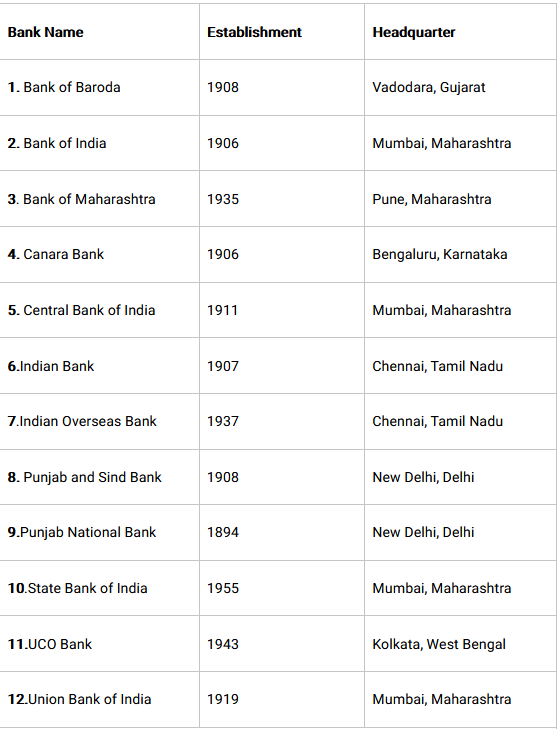 Bank Name Establishment Headquarter
1. Bank of Baroda 1908 Vadodara, Gujarat
2. Bank of India 1906 Mumbai, Maharashtra
3. Bank of Maharashtra 1935 Pune, Maharashtra
4. Canara Bank 1906 Bengaluru, Karnataka
5. Central Bank of India 1911 Mumbai, Maharashtra
6.Indian Bank 1907 Chennai, Tamil Nadu
7.Indian Overseas Bank 1937 Chennai, Tamil Nadu
8. Punjab and Sind Bank 1908 New Delhi, Delhi
9.Punjab National Bank 1894 New Delhi, Delhi
10.State Bank of India 1955 Mumbai, Maharashtra
11.UCO Bank 1943 Kolkata, West Bengal
12.Union Bank of India 1919 Mumbai, Maharashtra